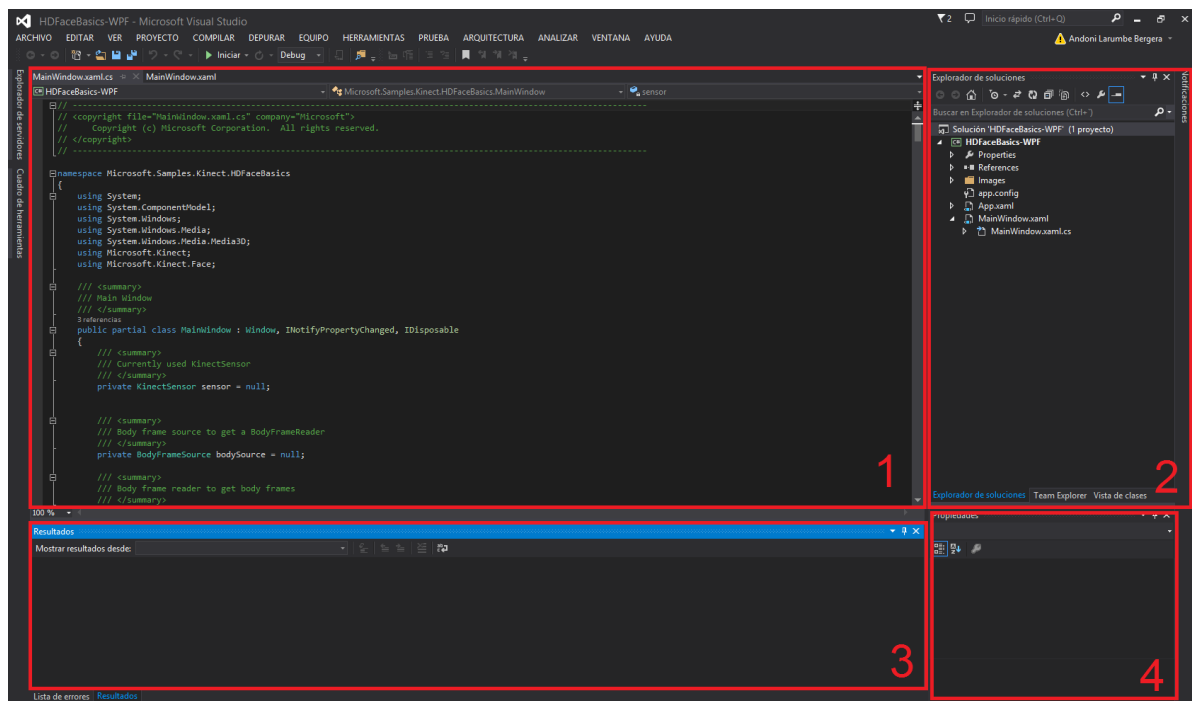 HDFaceBasics-WPF - Microsoft Visual Studio
2
Inicio rápido (Ctrl+Q)
ARCHIVO EDITAR VER PROYECTO COMPILAR DEPURAR EQUIPO HERRAMIENTAS PRUEBA ARQUITECTURA ANALIZAR VENTANA AYUDA
Andoni Larumbe Bergera
Iniciar Debug
Explorador de servidores
Cuadro de herramientas
MainWindow.xaml.cs MainWindow.xaml
HDFaceBasics-WPF Microsoft.Samples.Kinect.HDFaceBasics.MainWindow sensor
// ------------------------------------------------------------------------------
// <copyright file="MainWindow.xaml.cs" company="Microsoft">
//     Copyright (c) Microsoft Corporation.  All rights reserved.
// </copyright>
// ------------------------------------------------------------------------------
namespace Microsoft.Samples.Kinect.HDFaceBasics
{
using System;
using System.ComponentModel;
using System.Windows;
using System.Windows.Media;
using System.Windows.Media.Media3D;
using Microsoft.Kinect;
using Microsoft.Kinect.Face;
/// <summary>
/// Main Window
/// </summary>
3 referencias
public partial class MainWindow : Window, INotifyPropertyChanged, IDisposable
{
/// <summary>
/// Currently used KinectSensor
/// </summary>
private KinectSensor sensor = null;
/// <summary>
/// Body frame source to get a BodyFrameReader
/// </summary>
private BodyFrameSource bodySource = null;
/// <summary>
/// Body frame reader to get body frames
/// </summary>
1
100 %
Explorador de soluciones
Buscar en Explorador de soluciones (Ctrl+´)
Solución 'HDFaceBasics-WPF' (1 proyecto)
HDFaceBasics-WPF
Properties
References
Images
app.config
App.xaml
MainWindow.xaml
MainWindow.xaml.cs
2
Explorador de soluciones Team Explorer Vista de clases
Notificaciones
Resultados
Mostrar resultados desde:
3
Lista de errores Resultados
Propiedades
4